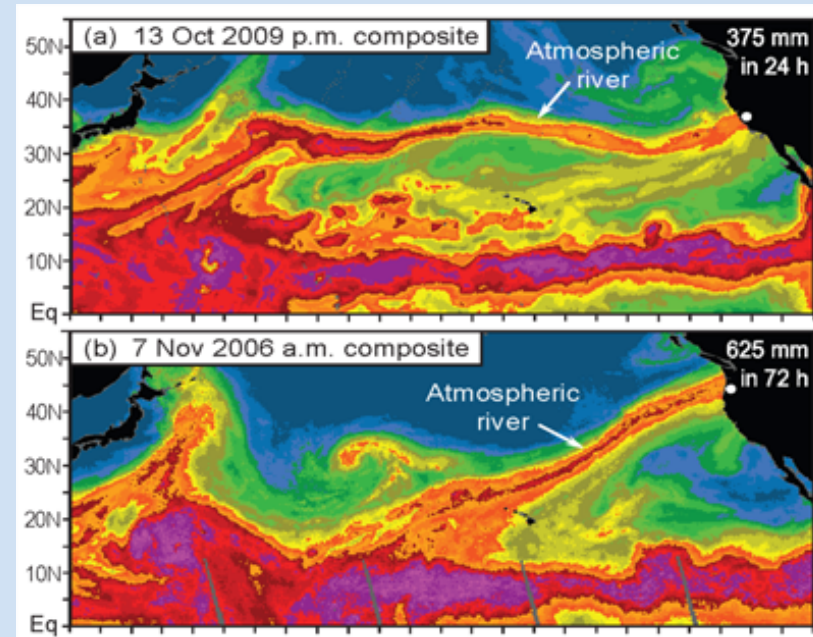 (a) 13 Oct 2009 p.m. composite
375 mm
in 24 h
Atmospheric
river
50N
40N
30N
20N
10N
Eq
(b) 7 Nov 2006 a.m. composite
625 mm
in 72 h
Atmospheric
river
50N
40N
30N
20N
10N
Eq